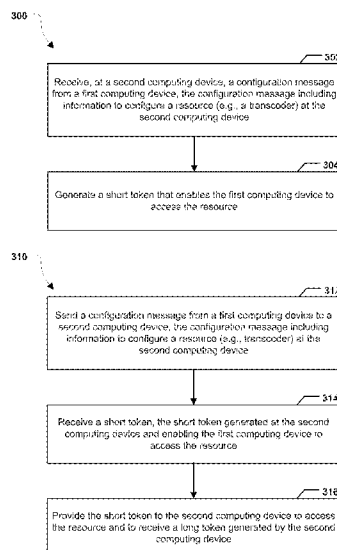 300
302
Receive, at a second computing device, a configuration message
from a first computing device, the configuration message including
information to configure a resource (e.g., a transcoder) at the
second computing device
304
Generate a short token that enables the first computing device to
access the resource
310
312
Send a configuration message from a first computing device to a
second computing device, the configuration message including
information to configure a resource (e.g., transcoder) at the
second computing device
314
Receive a short token, the short token generated at the second
computing device and enabling the first computing device to
access the resource
316
Provide the short token to the second computing device to access
the resource and to receive a long token generated by the second
computing device